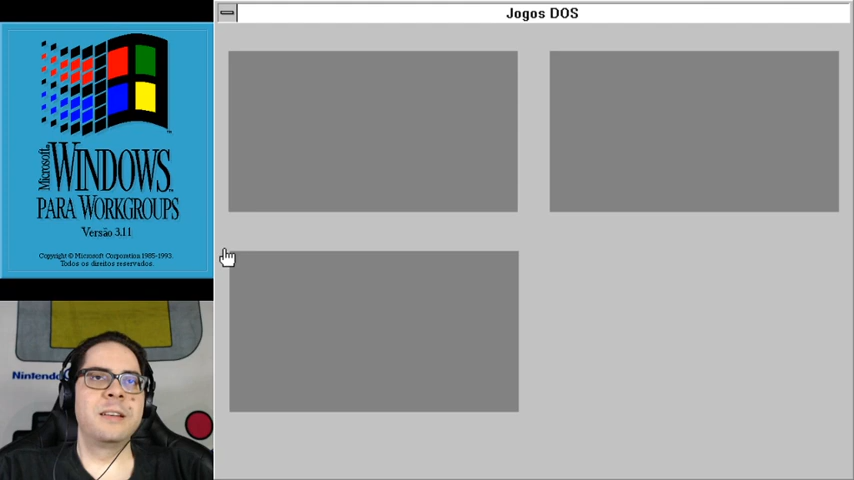 Jogos DOS
Microsoft
WINDOWS
PARA WORKGROUPS
Versão 3.11
Copyright © Microsoft Corporation 1985-1993.
Todos os direitos reservados.
Nintendo